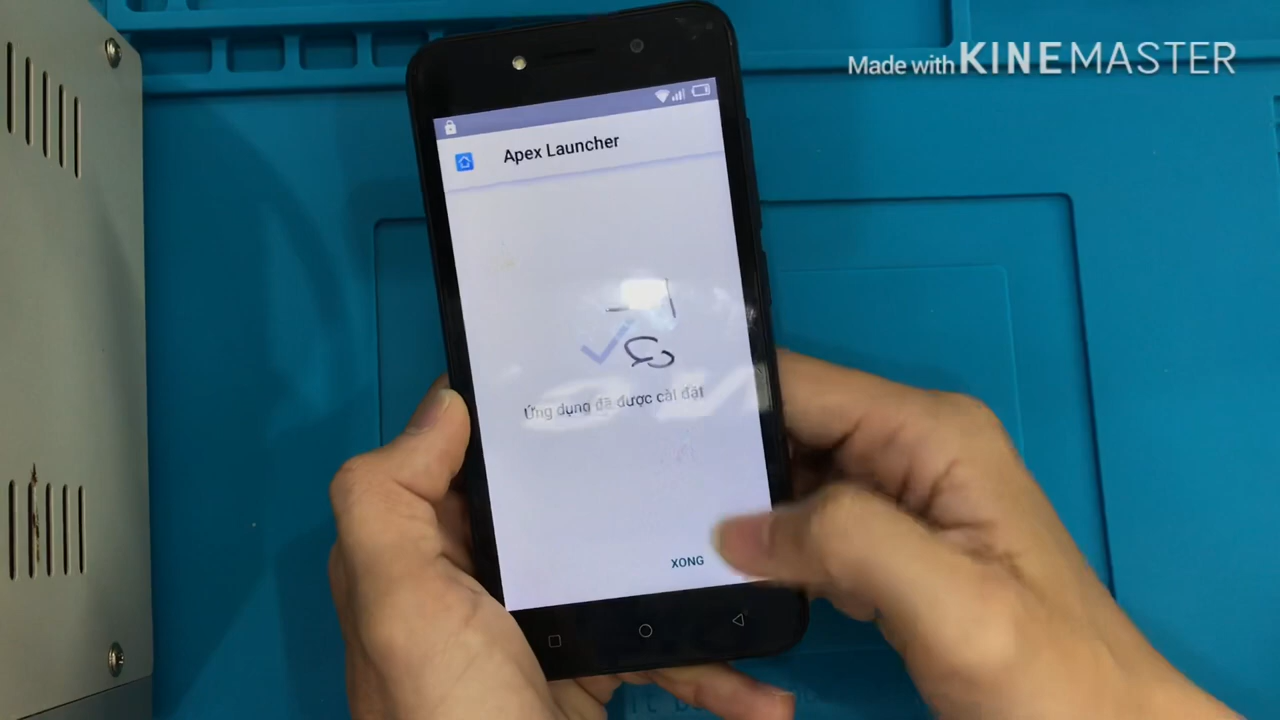 Made with KINEMASTER
Apex Launcher
Ứng dụng đã được cài đặt
XONG